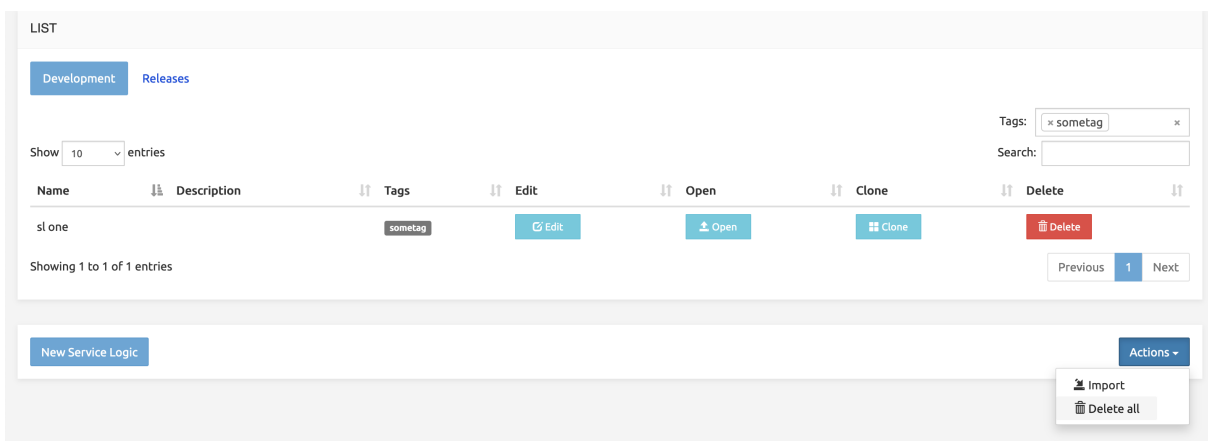 LIST
Development Releases
Tags: × sometag ×
Show 10 entries Search:
Name Description Tags Edit Open Clone Delete
sl one sometag Edit Open Clone Delete
Showing 1 to 1 of 1 entries Previous 1 Next
New Service Logic Actions
Import
Delete all